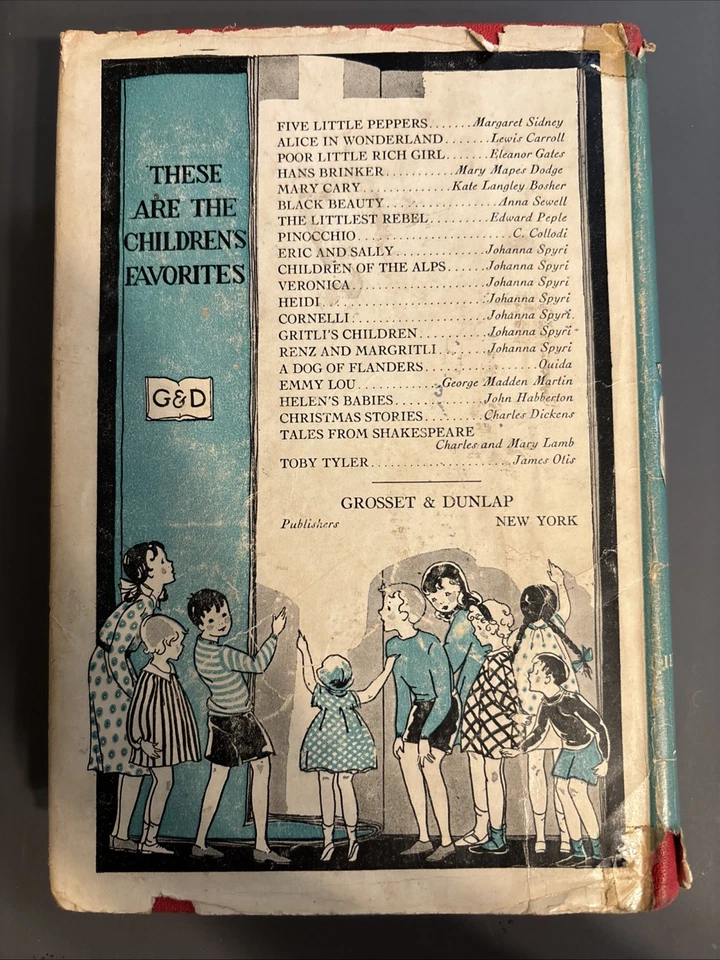 THESE
ARE THE
CHILDREN'S
FAVORITES
G&D
FIVE LITTLE PEPPERS.......Margaret Sidney
ALICE IN WONDERLAND.......Lewis Carroll
POOR LITTLE RICH GIRL......Eleanor Gates
HANS BRINKER...........Mary Mapes Dodge
MARY CARY.............Kate Langley Bosher
BLACK BEAUTY.................Anna Sewell
THE LITTLEST REBEL.........Edward Peple
PINOCCHIO......................C. Collodi
ERIC AND SALLY.............Johanna Spyri
CHILDREN OF THE ALPS......Johanna Spyri
VERONICA....................Johanna Spyri
HEIDI........................Johanna Spyri
CORNELLI....................Johanna Spyri
GRITLI'S CHILDREN..........Johanna Spyri
RENZ AND MARGRITLI.......Johanna Spyri
A DOG OF FLANDERS................Ouida
EMMY LOU............George Madden Martin
HELEN'S BABIES............John Habberton
CHRISTMAS STORIES........Charles Dickens
TALES FROM SHAKESPEARE
Charles and Mary Lamb
TOBY TYLER....................James Otis
GROSSET & DUNLAP
Publishers NEW YORK